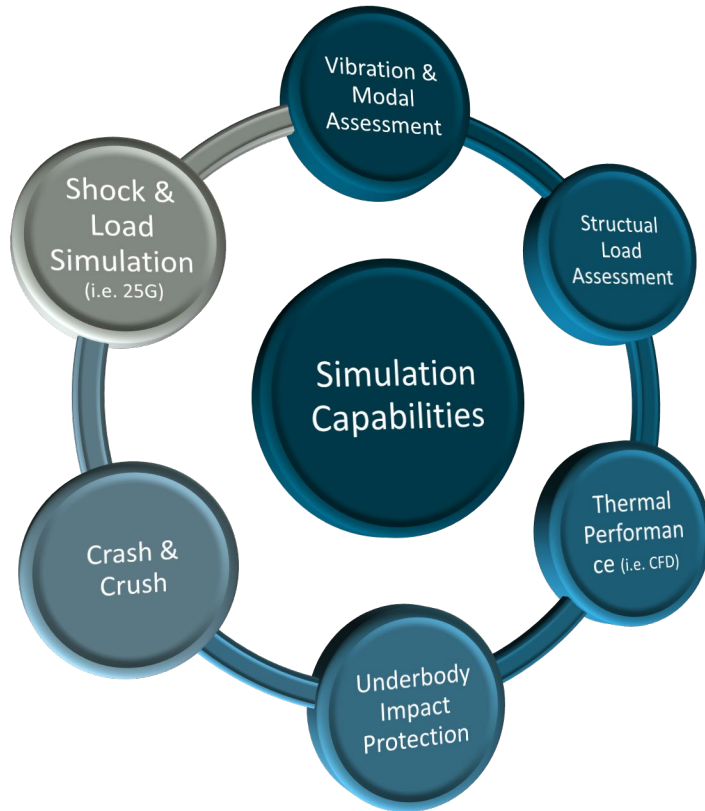 Vibration &
Modal
Assessment
Structual
Load
Assessment
Thermal
Performan
ce (i.e. CFD)
Underbody
Impact
Protection
Crash &
Crush
Shock &
Load
Simulation
(i.e. 25G)
Simulation
Capabilities